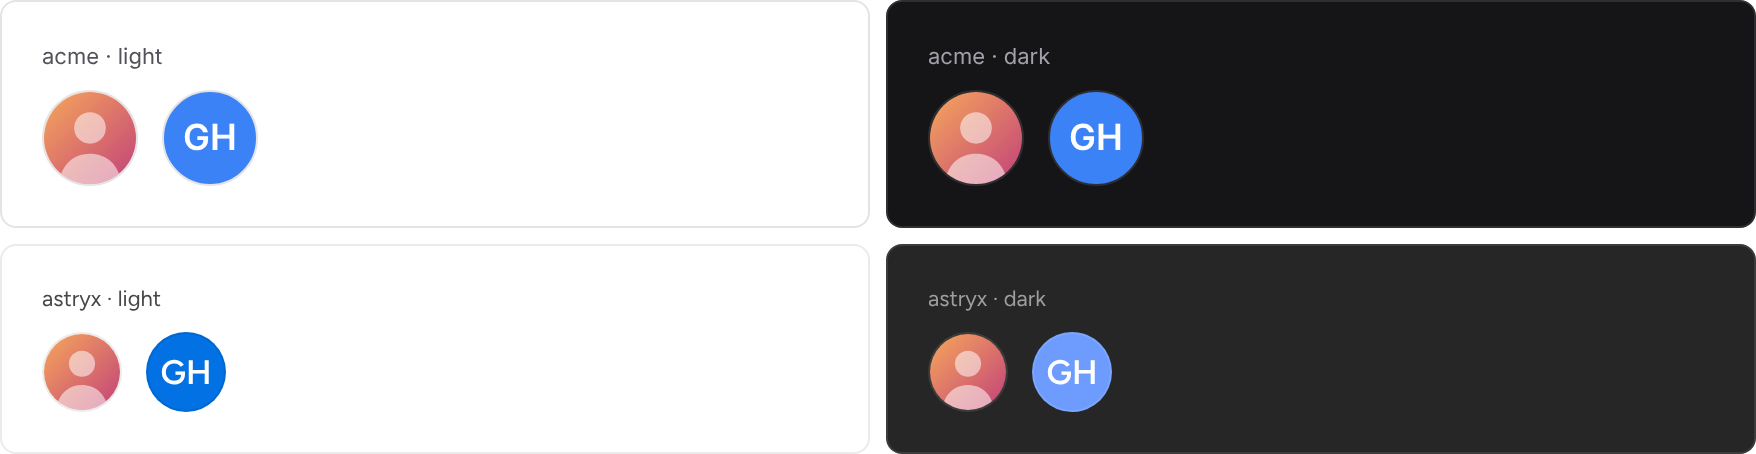 acme · light
GH
acme · dark
GH
astryx · light
GH
astryx · dark
GH